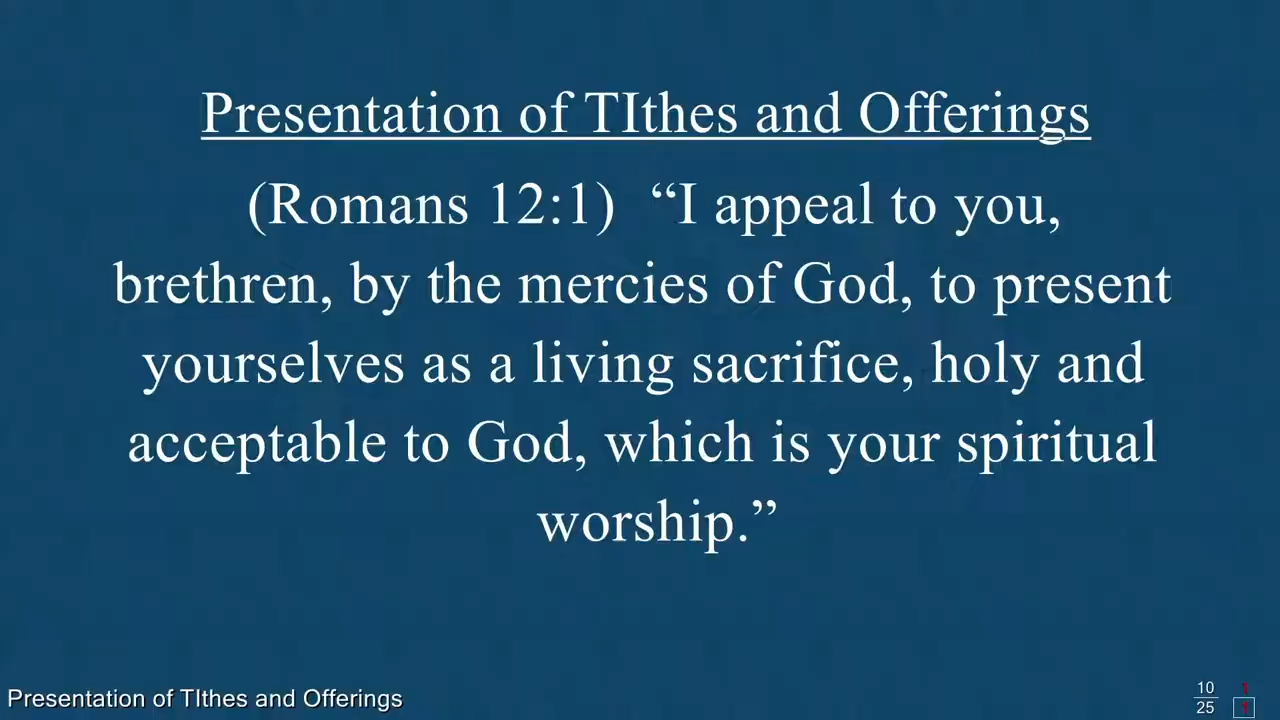 Presentation of TIthes and Offerings
(Romans 12:1) “I appeal to you,
brethren, by the mercies of God, to present
yourselves as a living sacrifice, holy and
acceptable to God, which is your spiritual
worship.”
Presentation of TIthes and Offerings
10
25
1
1